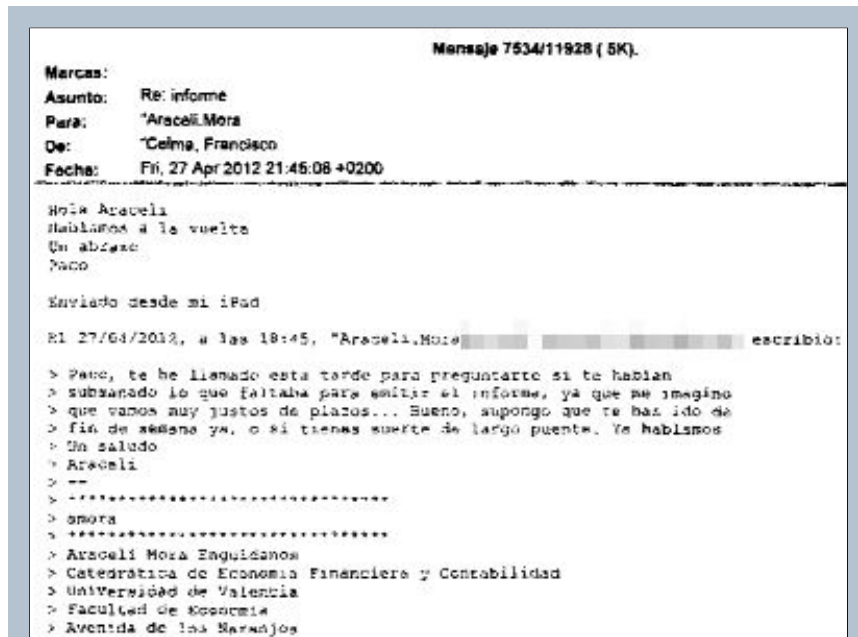 Mensaje 7534/11928 ( 5K).
Marcas:
Asunto: Re: informe
Para: "Araceli.Mora
De: "Celma, Francisco
Fecha: Fri, 27 Apr 2012 21:45:06 +0200
Hola Araceli
Hablamos a la vuelta
Un abrazo
Paco
Enviado desde mi iPad
El 27/04/2012, a las 18:45, "Araceli.Mora escribió:
> Paco, te he llamado esta tarde para preguntarte si te habían
> subsanado lo que faltaba para emitir el informe, ya que me imagino
> que vamos muy justos de plazos... Bueno, supongo que te has ido de
> fin de semana ya, o si tienes suerte de largo puente. Ya hablamos
> Un saludo
> Araceli
> --
> **********************************
> amora
> **********************************
> Araceli Mora Enguidanos
> Catedrática de Economia Financiera y Contabilidad
> Universidad de Valencia
> Facultad de Economia
> Avenida de los Naranjos